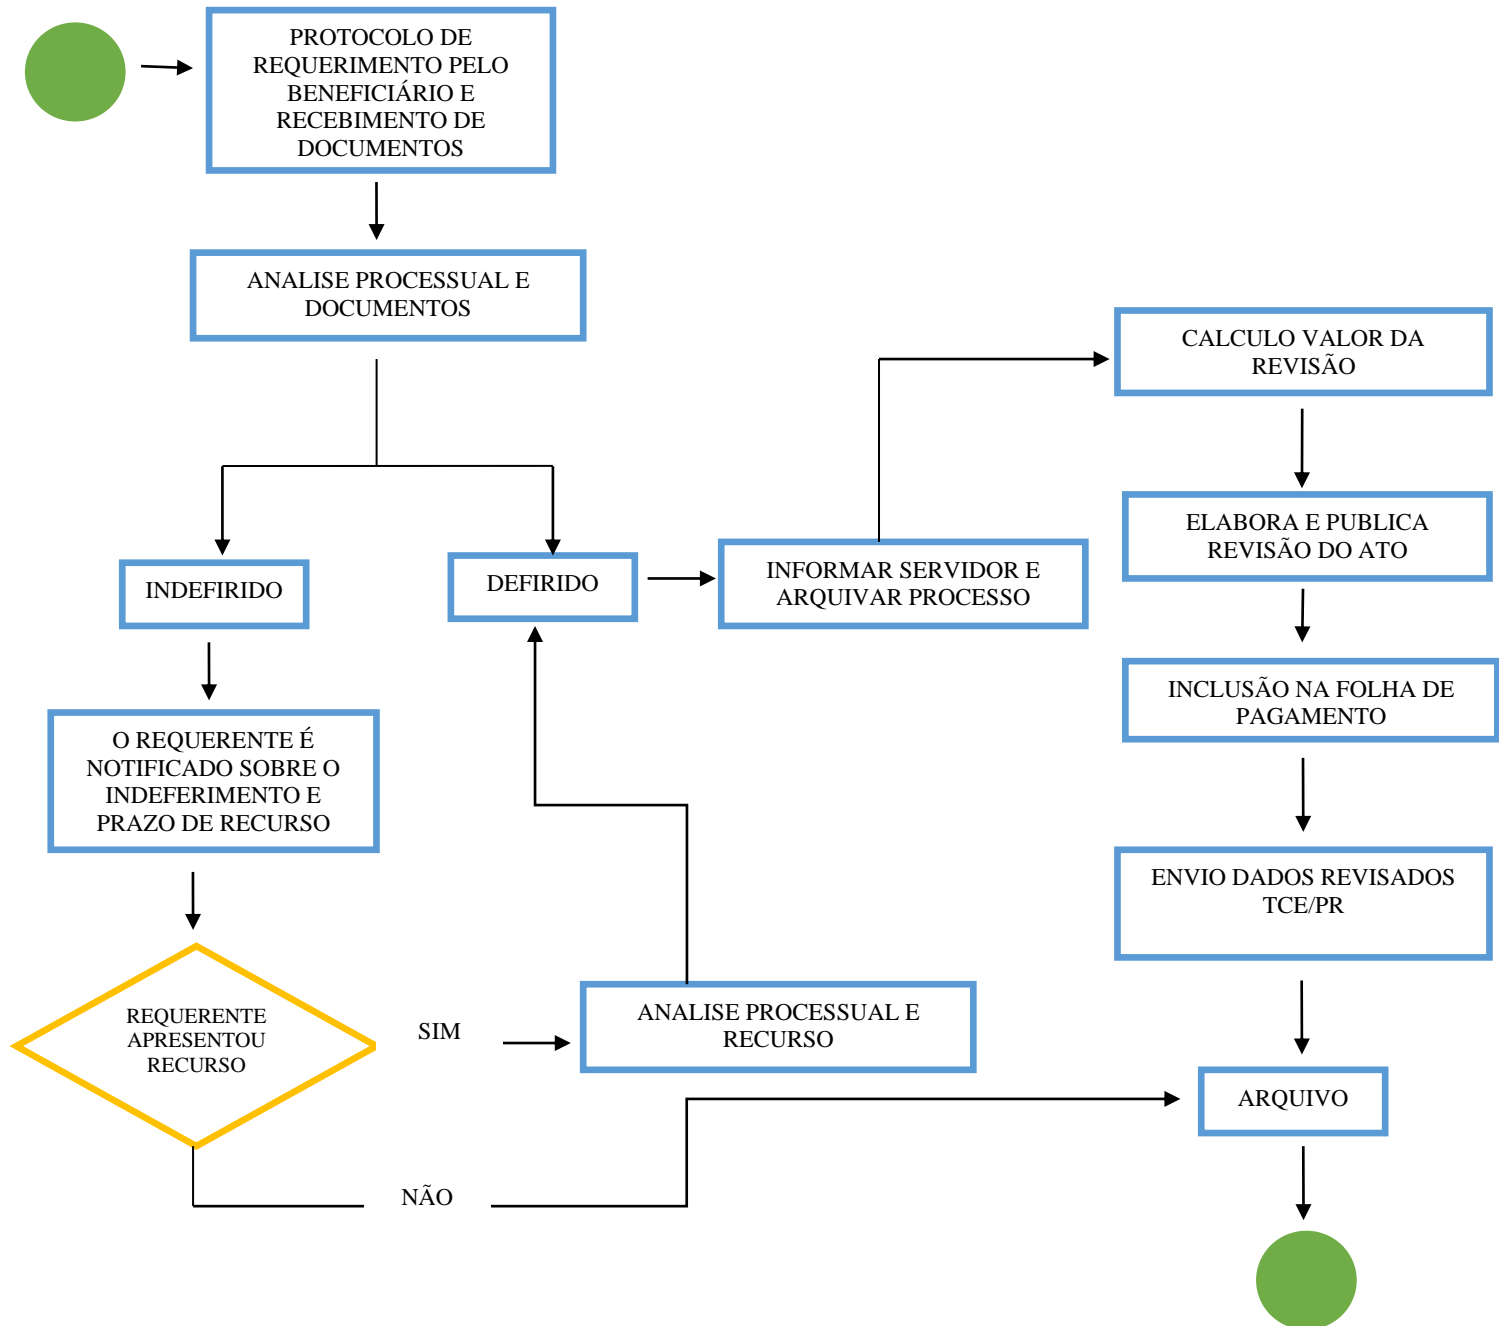 PROTOCOLO DE
REQUERIMENTO PELO
BENEFICIÁRIO E
RECEBIMENTO DE
DOCUMENTOS
ANALISE PROCESSUAL E
DOCUMENTOS
INDEFIRIDO
DEFIRIDO
INFORMAR SERVIDOR E
ARQUIVAR PROCESSO
CALCULO VALOR DA
REVISÃO
ELABORA E PUBLICA
REVISÃO DO ATO
INCLUSÃO NA FOLHA DE
PAGAMENTO
ENVIO DADOS REVISADOS
TCE/PR
O REQUERENTE É
NOTIFICADO SOBRE O
INDEFERIMENTO E
PRAZO DE RECURSO
REQUERENTE
APRESENTOU
RECURSO
SIM
ANALISE PROCESSUAL E
RECURSO
NÃO
ARQUIVO